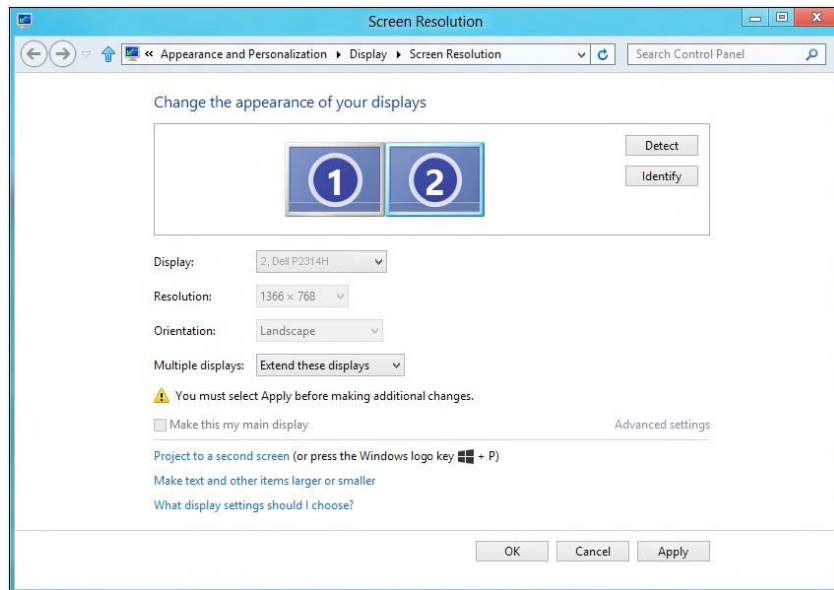 Screen Resolution
« Appearance and Personalization ▸ Display ▸ Screen Resolution Search Control Panel
Change the appearance of your displays
1 2
Detect
Identify
Display: 2, Dell P2314H
Resolution: 1366 × 768
Orientation: Landscape
Multiple displays: Extend these displays
You must select Apply before making additional changes.
Make this my main display Advanced settings
Project to a second screen (or press the Windows logo key + P)
Make text and other items larger or smaller
What display settings should I choose?
OK Cancel Apply